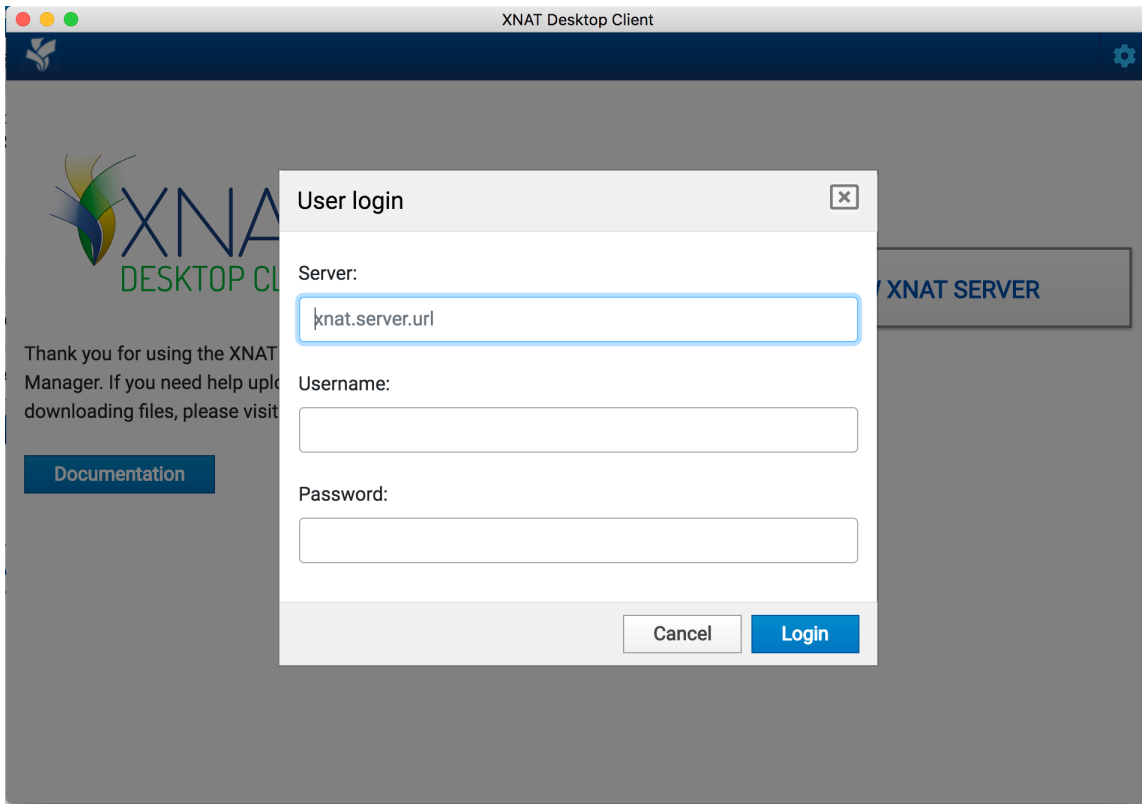 XNAT Desktop Client
XNA
DESKTOP CL
User login
Server:
xnat.server.url
XNAT SERVER
Thank you for using the XNAT
Manager. If you need help uplo
downloading files, please visit
Username:
Documentation
Password:
Cancel
Login